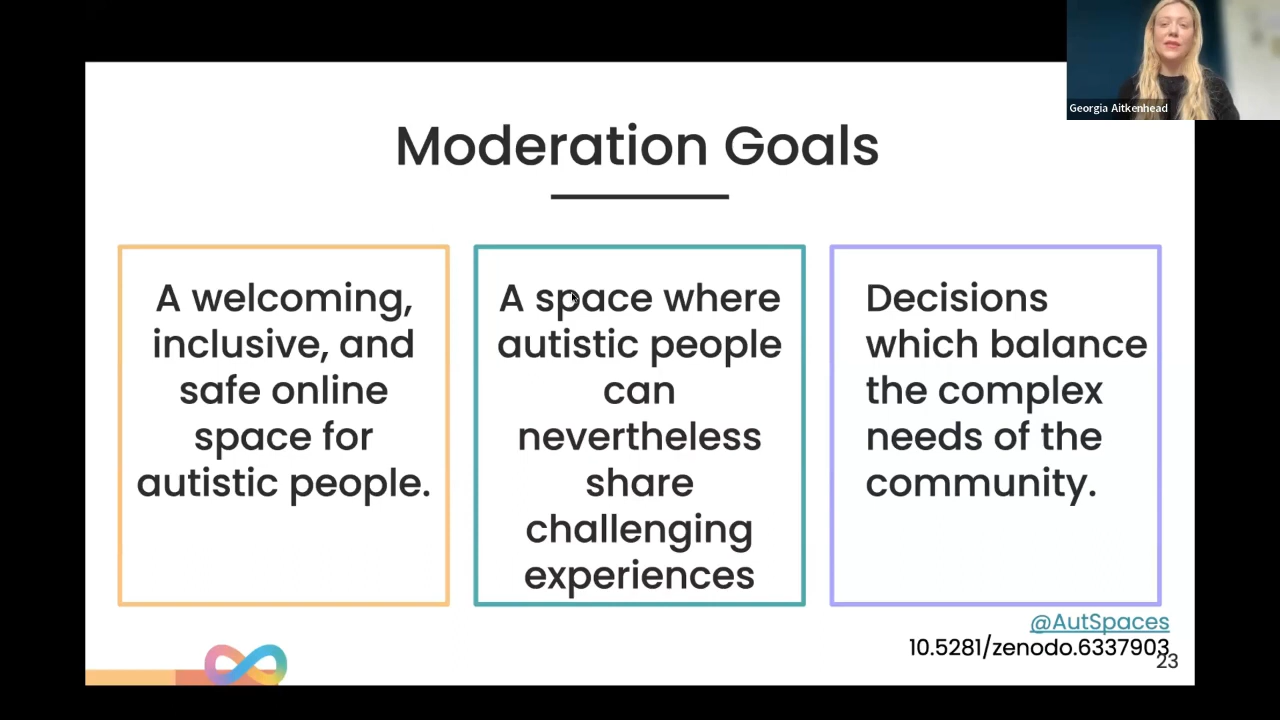 Georgia Aitkenhead
Moderation Goals
A welcoming,
inclusive, and
safe online
space for
autistic people.
A space where
autistic people
can
nevertheless
share
challenging
experiences
Decisions
which balance
the complex
needs of the
community.
@AutSpaces
10.5281/zenodo.6337903
23